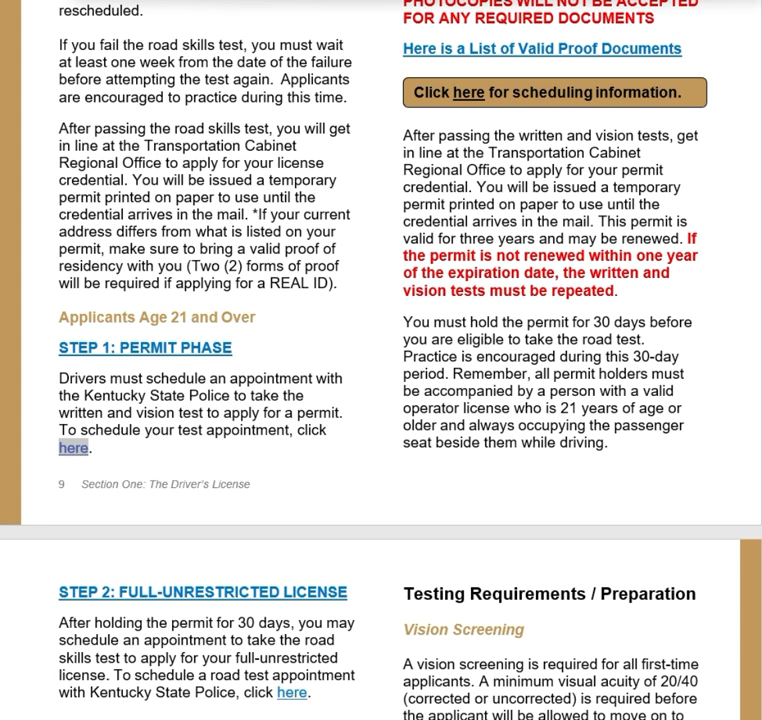 rescheduled.
If you fail the road skills test, you must wait
at least one week from the date of the failure
before attempting the test again.  Applicants
are encouraged to practice during this time.
After passing the road skills test, you will get
in line at the Transportation Cabinet
Regional Office to apply for your license
credential. You will be issued a temporary
permit printed on paper to use until the
credential arrives in the mail. *If your current
address differs from what is listed on your
permit, make sure to bring a valid proof of
residency with you (Two (2) forms of proof
will be required if applying for a REAL ID).
Applicants Age 21 and Over
STEP 1: PERMIT PHASE
Drivers must schedule an appointment with
the Kentucky State Police to take the
written and vision test to apply for a permit.
To schedule your test appointment, click
here.
PHOTOCOPIES WILL NOT BE ACCEPTED
FOR ANY REQUIRED DOCUMENTS
Here is a List of Valid Proof Documents
Click here for scheduling information.
After passing the written and vision tests, get
in line at the Transportation Cabinet
Regional Office to apply for your permit
credential. You will be issued a temporary
permit printed on paper to use until the
credential arrives in the mail. This permit is
valid for three years and may be renewed. If
the permit is not renewed within one year
of the expiration date, the written and
vision tests must be repeated.
You must hold the permit for 30 days before
you are eligible to take the road test.
Practice is encouraged during this 30-day
period. Remember, all permit holders must
be accompanied by a person with a valid
operator license who is 21 years of age or
older and always occupying the passenger
seat beside them while driving.
9 Section One: The Driver's License
STEP 2: FULL-UNRESTRICTED LICENSE
After holding the permit for 30 days, you may
schedule an appointment to take the road
skills test to apply for your full-unrestricted
license. To schedule a road test appointment
with Kentucky State Police, click here.
Testing Requirements / Preparation
Vision Screening
A vision screening is required for all first-time
applicants. A minimum visual acuity of 20/40
(corrected or uncorrected) is required before
the applicant will be allowed to move on to